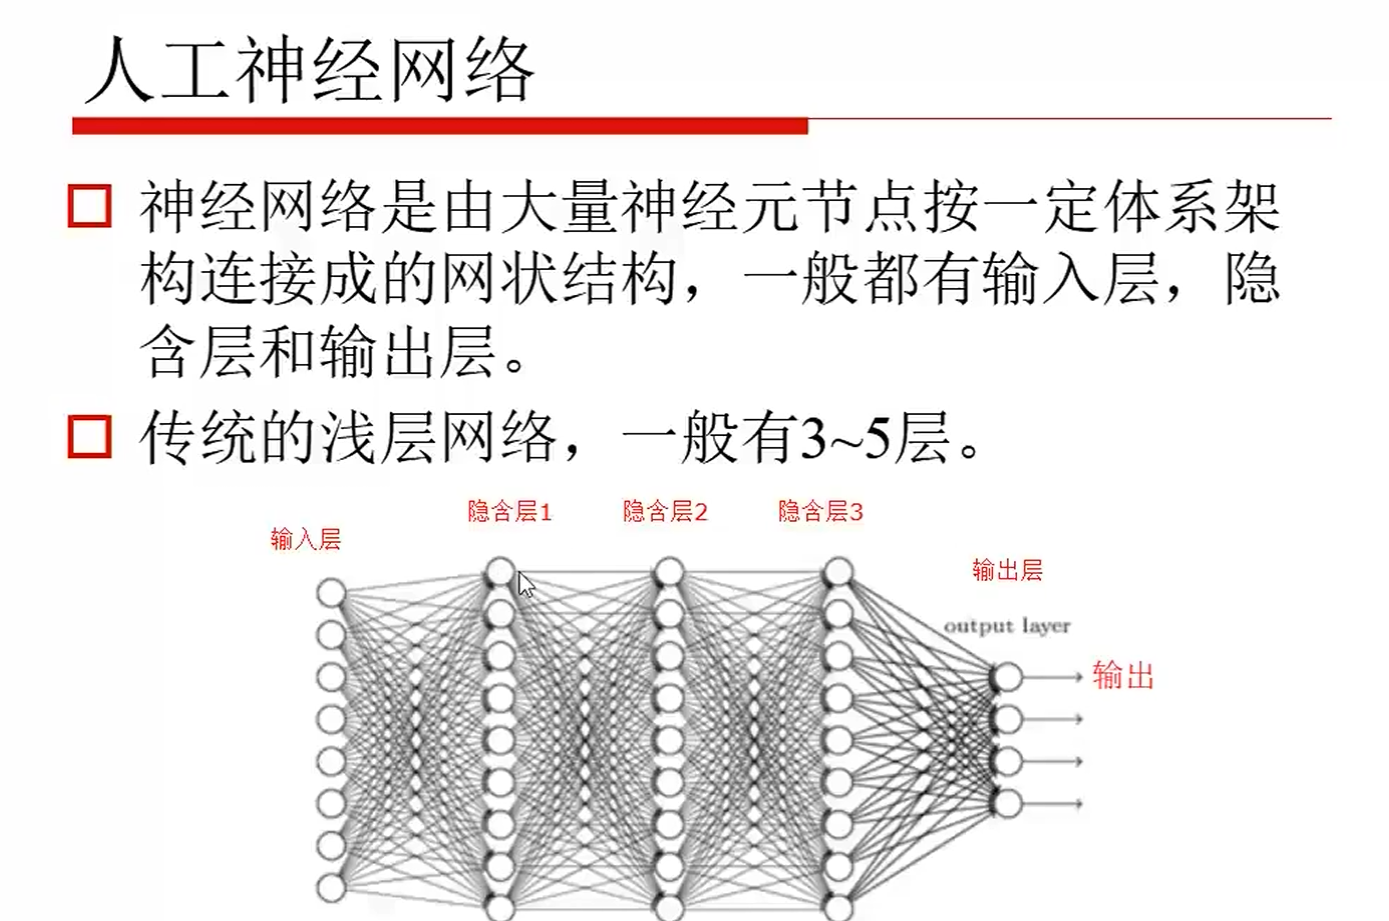 人工神经网络
神经网络是由大量神经元节点按一定体系架
构连接成的网状结构，一般都有输入层，隐
含层和输出层。
传统的浅层网络，一般有3~5层。
隐含层1 隐含层2 隐含层3
输入层
输出层
output layer
输出